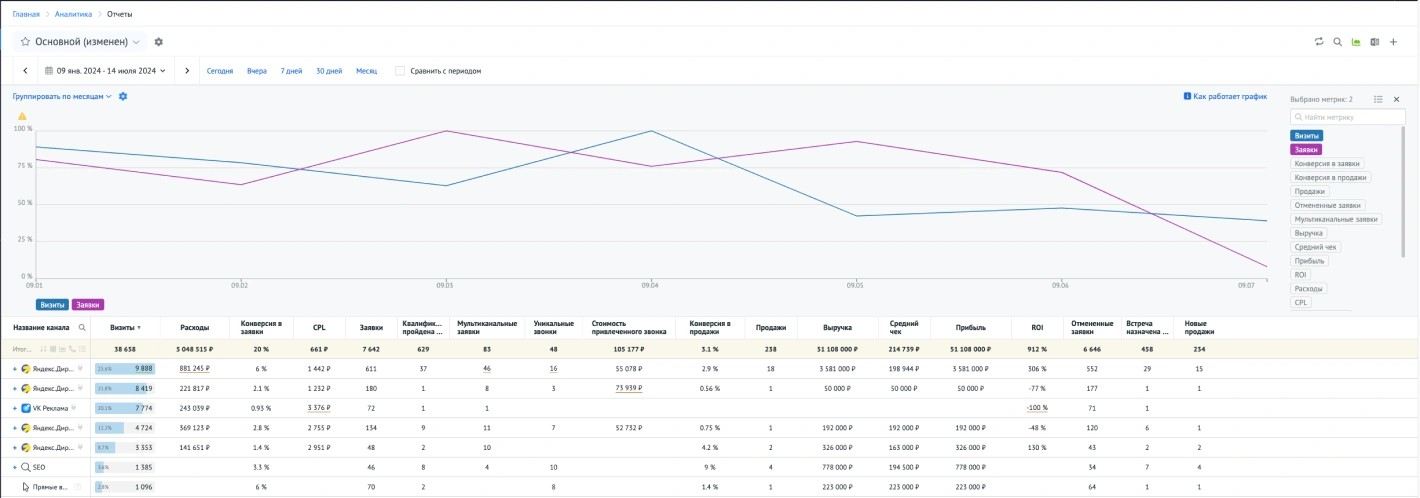 Главная > Аналитика > Отчеты
Основной (изменен)
09 янв. 2024 - 14 июля 2024 Сегодня Вчера 7 дней 30 дней Месяц Сравнить с периодом
Группировать по месяцам
Как работает график
Выбрано метрик: 2
Найти метрику
Визиты
Заявки
Конверсия в заявки
Конверсия в продажи
Продажи
Отмененные заявки
Мультиканальные заявки
Выручка
Средний чек
Прибыль
ROI
Расходы
CPL
100 %
75 %
50 %
25 %
0 %
09.01 09.02 09.03 09.04 09.05 09.06 09.07
Визиты Заявки
Название канала Визиты Расходы Конверсия в заявки CPL Заявки Квалифик... пройдена ... Мультиканальные заявки Уникальные звонки Стоимость привлеченного звонка Конверсия в продажи Продажи Выручка Средний чек Прибыль ROI Отмененные заявки Встреча назначена ... Новые продажи
Итог... 38 658 5 048 515 ₽ 20 % 661 ₽ 7 642 629 83 48 105 177 ₽ 3.1 % 238 51 108 000 ₽ 214 739 ₽ 51 108 000 ₽ 912 % 6 646 458 234
+ Яндекс.Дир... 25.6% 9 888 881 245 ₽ 6 % 1 442 ₽ 611 37 46 16 55 078 ₽ 2.9 % 18 3 581 000 ₽ 198 944 ₽ 3 581 000 ₽ 306 % 552 29 15
+ Яндекс.Дир... 8 419 221 817 ₽ 2.1 % 1 232 ₽ 180 1 8 3 73 939 ₽ 0.56 % 1 50 000 ₽ 50 000 ₽ 50 000 ₽ -77 % 177 1 1
+ VK Реклама 7 774 243 039 ₽ 0.93 % 3 376 ₽ 72 1 1 -100 % 71 1
+ Яндекс.Дир... 12.2% 4 724 369 123 ₽ 2.8 % 2 755 ₽ 134 9 11 7 52 732 ₽ 0.75 % 1 192 000 ₽ 192 000 ₽ 192 000 ₽ -48 % 120 6 1
+ Яндекс.Дир... 8.7% 3 353 141 651 ₽ 1.4 % 2 951 ₽ 48 2 10 4.2 % 2 326 000 ₽ 163 000 ₽ 326 000 ₽ 130 % 43 2 2
+ SEO 3.6% 1 385 3.3 % 46 8 4 10 9 % 4 778 000 ₽ 194 500 ₽ 778 000 ₽ 34 7 4
Прямые в... 2.8% 1 096 6 % 70 2 8 1.4 % 1 223 000 ₽ 223 000 ₽ 223 000 ₽ 64 1 1